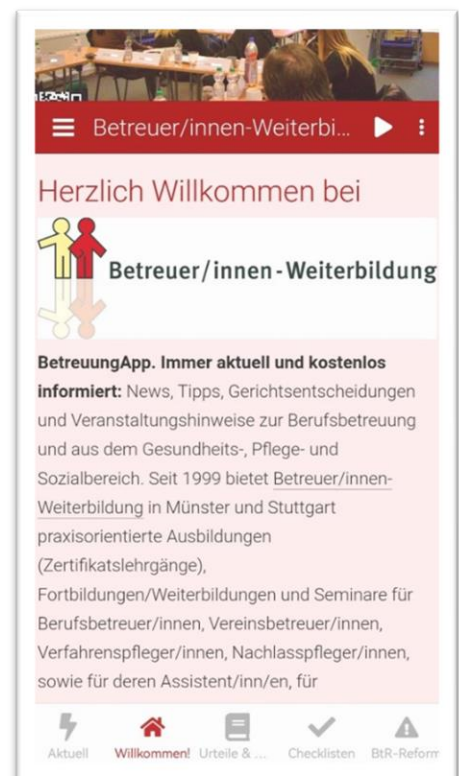 Betreuer/innen-Weiterbi...
Herzlich Willkommen bei
Betreuer/innen-Weiterbildung
BetreuungApp. Immer aktuell und kostenlos
informiert: News, Tipps, Gerichtsentscheidungen
und Veranstaltungshinweise zur Berufsbetreuung
und aus dem Gesundheits-, Pflege- und
Sozialbereich. Seit 1999 bietet Betreuer/innen-
Weiterbildung in Münster und Stuttgart
praxisorientierte Ausbildungen
(Zertifikatslehrgänge),
Fortbildungen/Weiterbildungen und Seminare für
Berufsbetreuer/innen, Vereinsbetreuer/innen,
Verfahrenspfleger/innen, Nachlasspfleger/innen,
sowie für deren Assistent/inn/en, für
Aktuell Willkommen! Urteile & ... Checklisten BtR-Reform